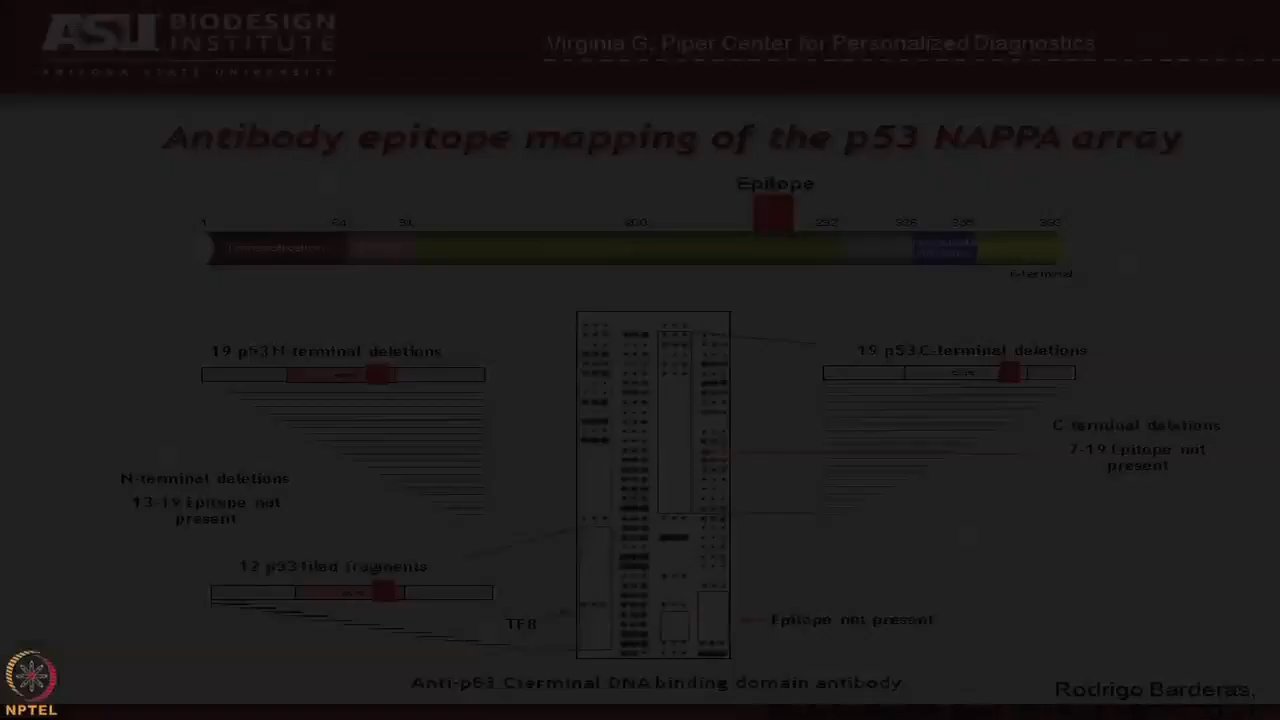 ASU BIODESIGN INSTITUTE
ARIZONA STATE UNIVERSITY
Virginia G. Piper Center for Personalized Diagnostics
Antibody epitope mapping of the p53 NAPPA array
Epitope
1
292
C-terminal
19 p53 N-terminal deletions
19 p53 C-terminal deletions
C-terminal deletions
7-19 Epitope not
present
N-terminal deletions
13-19 Epitope not
present
12 p53 tiled fragments
TF8
Epitope not present
Anti-p53 Cterminal DNA binding domain antibody
Rodrigo Barderas,
NPTEL